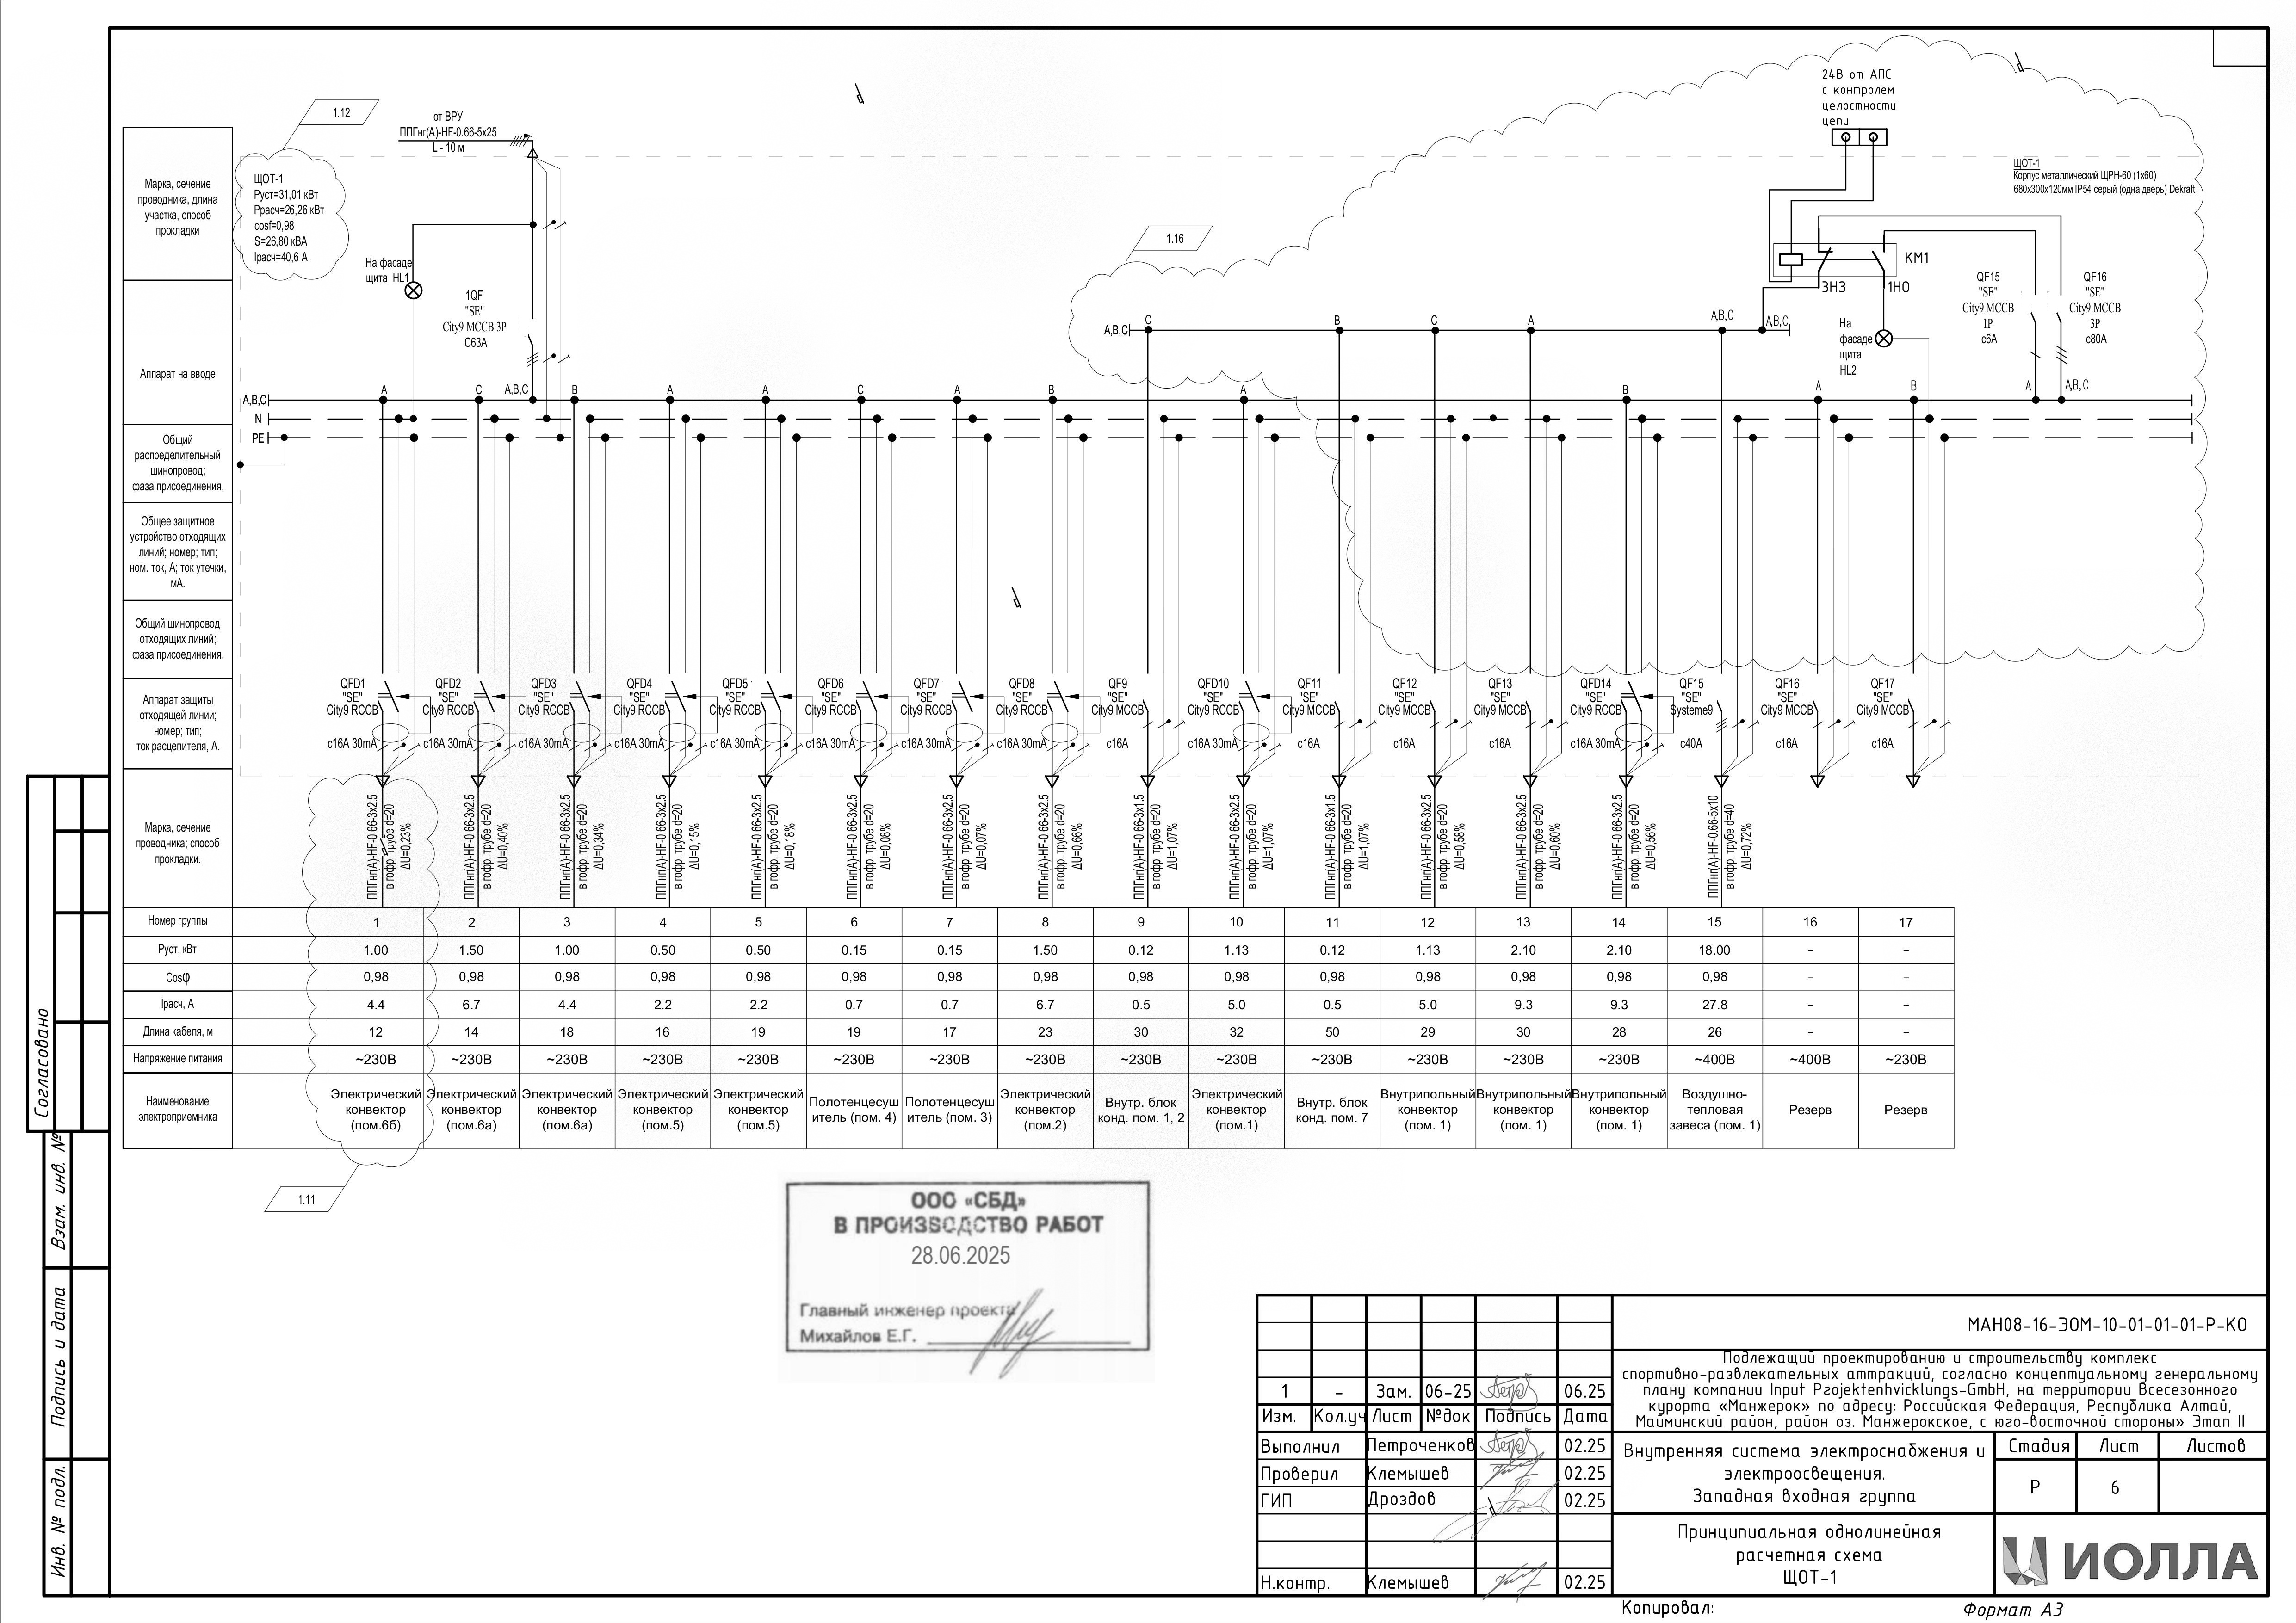 1.12
ЩОТ-1
Pуст=31,01 кВт
Pрасч=26,26 кВт
cosf=0,98
S=26,80 кВА
Iрасч=40,6 А
от ВРУ
ППГнг(А)-HF-0.66-5х25
L - 10 м
На фасаде
щита HL1
1QF
"SE"
City9 MCCB 3P
C63A
24В от АПС
с контролем
целостности
цепи
ЩОТ-1
Корпус металлический ЩРН-60 (1х60)
680х300х120мм IP54 серый (одна дверь) Dekraft
1.16
КМ1
3НЗ
1НО
На
фасаде
щита
HL2
QF15
"SE"
City9 MCCB
1P
c6A
QF16
"SE"
City9 MCCB
3P
c80A
A,B,C C B C A A,B,C A,B,C
A,B,C A C A,B,C B A A C A B A B A B A A,B,C
N
PE
Марка, сечение
проводника, длина
участка, способ
прокладки
Аппарат на вводе
Общий
распределительный
шинопровод;
фаза присоединения.
Общее защитное
устройство отходящих
линий; номер; тип;
ном. ток, А; ток утечки,
мА.
Общий шинопровод
отходящих линий;
фаза присоединения.
Аппарат защиты
отходящей линии;
номер; тип;
ток расцепителя, А.
QFD1 QFD2 QFD3 QFD4 QFD5 QFD6 QFD7 QFD8 QF9 QFD10 QF11 QF12 QF13 QFD14 QF15 QF16 QF17
"SE" "SE" "SE" "SE" "SE" "SE" "SE" "SE" "SE" "SE" "SE" "SE" "SE" "SE" "SE" "SE" "SE"
City9 RCCB City9 RCCB City9 RCCB City9 RCCB City9 RCCB City9 RCCB City9 RCCB City9 RCCB City9 MCCB City9 RCCB City9 MCCB City9 MCCB City9 MCCB City9 RCCB Systeme9 City9 MCCB City9 MCCB
c16A 30mA c16A 30mA c16A 30mA c16A 30mA c16A 30mA c16A 30mA c16A 30mA c16A 30mA c16A c16A 30mA c16A c16A c16A c16A 30mA c40A c16A c16A
Марка, сечение
проводника; способ
прокладки.
ППГнг(А)-HF-0.66-3х2.5
в гофр. трубе d=20
ΔU=0,23%
ППГнг(А)-HF-0.66-3х2.5
в гофр. трубе d=20
ΔU=0,40%
ППГнг(А)-HF-0.66-3х2.5
в гофр. трубе d=20
ΔU=0,34%
ППГнг(А)-HF-0.66-3х2.5
в гофр. трубе d=20
ΔU=0,15%
ППГнг(А)-HF-0.66-3х2.5
в гофр. трубе d=20
ΔU=0,18%
ППГнг(А)-HF-0.66-3х2.5
в гофр. трубе d=20
ΔU=0,08%
ППГнг(А)-HF-0.66-3х2.5
в гофр. трубе d=20
ΔU=0,07%
ППГнг(А)-HF-0.66-3х2.5
в гофр. трубе d=20
ΔU=0,66%
ППГнг(А)-HF-0.66-3х1.5
в гофр. трубе d=20
ΔU=1,07%
ППГнг(А)-HF-0.66-3х2.5
в гофр. трубе d=20
ΔU=1,07%
ППГнг(А)-HF-0.66-3х1.5
в гофр. трубе d=20
ΔU=1,07%
ППГнг(А)-HF-0.66-3х2.5
в гофр. трубе d=20
ΔU=0,58%
ППГнг(А)-HF-0.66-3х2.5
в гофр. трубе d=20
ΔU=0,60%
ППГнг(А)-HF-0.66-3х2.5
в гофр. трубе d=20
ΔU=0,56%
ППГнг(А)-HF-0.66-5х10
в гофр. трубе d=40
ΔU=0,72%
Номер группы 1 2 3 4 5 6 7 8 9 10 11 12 13 14 15 16 17
Pуст, кВт 1.00 1.50 1.00 0.50 0.50 0.15 0.15 1.50 0.12 1.13 0.12 1.13 2.10 2.10 18.00 – –
Cosφ 0,98 0,98 0,98 0,98 0,98 0,98 0,98 0,98 0,98 0,98 0,98 0,98 0,98 0,98 0,98 – –
Iрасч, А 4.4 6.7 4.4 2.2 2.2 0.7 0.7 6.7 0.5 5.0 0.5 5.0 9.3 9.3 27.8 – –
Длина кабеля, м 12 14 18 16 19 19 17 23 30 32 50 29 30 28 26 – –
Напряжение питания ~230В ~230В ~230В ~230В ~230В ~230В ~230В ~230В ~230В ~230В ~230В ~230В ~230В ~230В ~400В ~400В ~230В
Наименование
электроприемника
Электрический
конвектор
(пом.6б)
Электрический
конвектор
(пом.6а)
Электрический
конвектор
(пом.6а)
Электрический
конвектор
(пом.5)
Электрический
конвектор
(пом.5)
Полотенцесуш
итель (пом. 4)
Полотенцесуш
итель (пом. 3)
Электрический
конвектор
(пом.2)
Внутр. блок
конд. пом. 1, 2
Электрический
конвектор
(пом.1)
Внутр. блок
конд. пом. 7
Внутрипольный
конвектор
(пом. 1)
Внутрипольный
конвектор
(пом. 1)
Внутрипольный
конвектор
(пом. 1)
Воздушно-
тепловая
завеса (пом. 1)
Резерв
Резерв
1.11
ООО «СБД»
В ПРОИЗВОДСТВО РАБОТ
28.06.2025
Главный инженер проекта
Михайлов Е.Г.
Согласовано
Взам. инв. №
Подпись и дата
Инв. № подл.
МАН08-16-ЭОМ-10-01-01-01-Р-КО
Подлежащий проектированию и строительству комплекс
спортивно-развлекательных аттракций, согласно концептуальному генеральному
плану компании Input Projektenhvicklungs-GmbH, на территории Всесезонного
курорта «Манжерок» по адресу: Российская Федерация, Республика Алтай,
Майминский район, район оз. Манжерокское, с юго-восточной стороны» Этап II
1 – Зам. 06-25 06.25
Изм. Кол.уч Лист №док Подпись Дата
Выполнил Петроченков 02.25
Проверил Клемышев 02.25
ГИП Дроздов 02.25
Н.контр. Клемышев 02.25
Внутренняя система электроснабжения и
электроосвещения.
Западная входная группа
Стадия Лист Листов
Р 6
Принципиальная однолинейная
расчетная схема
ЩОТ-1
ИОЛЛА
Копировал:
Формат А3